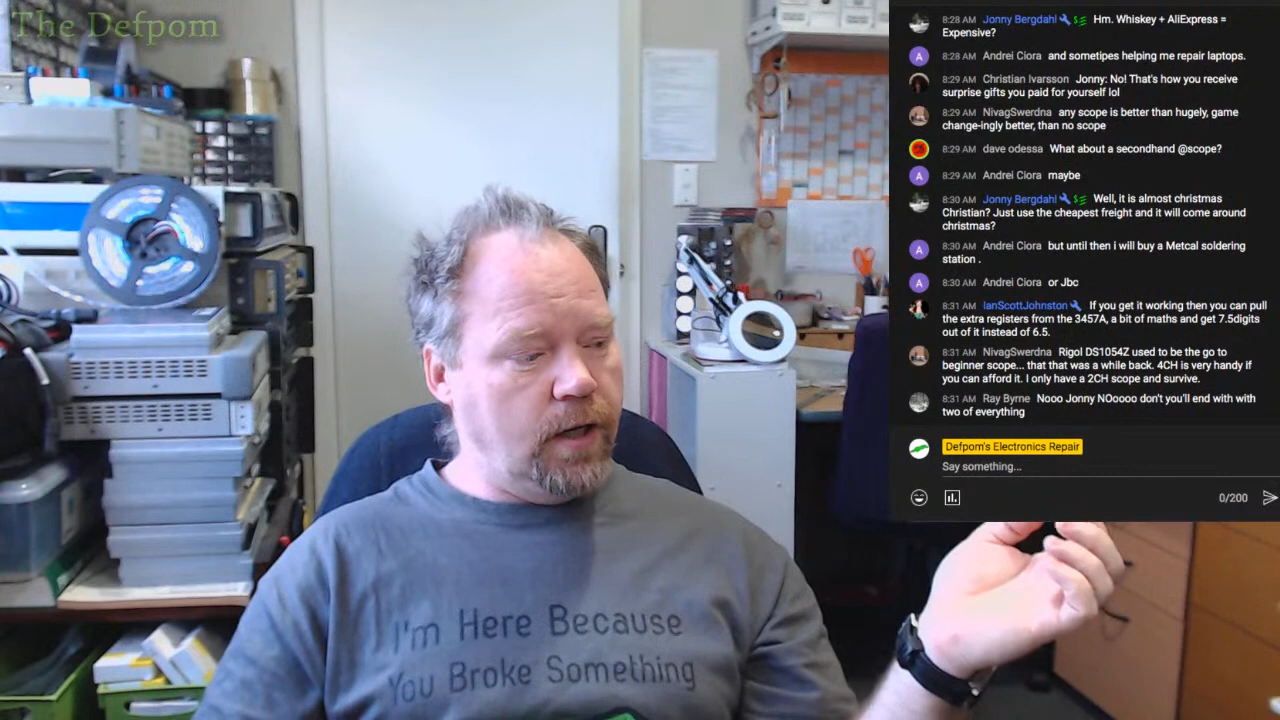 The Defpom
8:28 AM Jonny Bergdahl Hm. Whiskey + AliExpress =
Expensive?
A 8:28 AM Andrei Ciora and sometipes helping me repair laptops.
8:29 AM Christian Ivarsson Jonny: No! That's how you receive
surprise gifts you paid for yourself lol
8:29 AM NivagSwerdna any scope is better than hugely, game
change-ingly better, than no scope
8:29 AM dave odessa What about a secondhand @scope?
A 8:29 AM Andrei Ciora maybe
8:30 AM Jonny Bergdahl Well, it is almost christmas
Christian? Just use the cheapest freight and it will come around
christmas?
A 8:30 AM Andrei Ciora but until then i will buy a Metcal soldering
station .
A 8:30 AM Andrei Ciora or Jbc
8:31 AM IanScottJohnston If you get it working then you can pull
the extra registers from the 3457A, a bit of maths and get 7.5digits
out of it instead of 6.5.
8:31 AM NivagSwerdna Rigol DS1054Z used to be the go to
beginner scope... that that was a while back. 4CH is very handy if
you can afford it. I only have a 2CH scope and survive.
8:31 AM Ray Byrne Nooo Jonny NOoooo don't you'll end with with
two of everything
Defpom's Electronics Repair
Say something...
0/200
I'm Here Because
You Broke Something